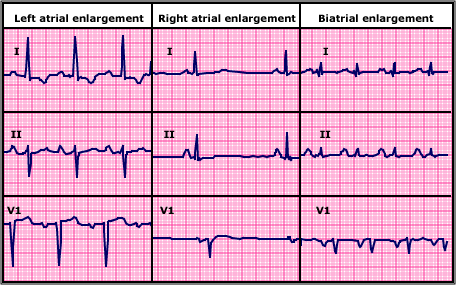 Left atrial enlargement Right atrial enlargement Biatrial enlargement
I I I
II II II
V1 V1 V1